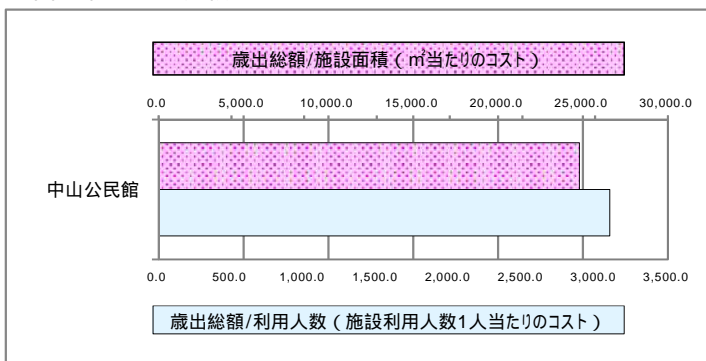 歳出総額/施設面積（㎡当たりのコスト）
0.0 5,000.0 10,000.0 15,000.0 20,000.0 25,000.0 30,000.0
中山公民館
0.0 500.0 1,000.0 1,500.0 2,000.0 2,500.0 3,000.0 3,500.0
歳出総額/利用人数（施設利用人数1人当たりのコスト）